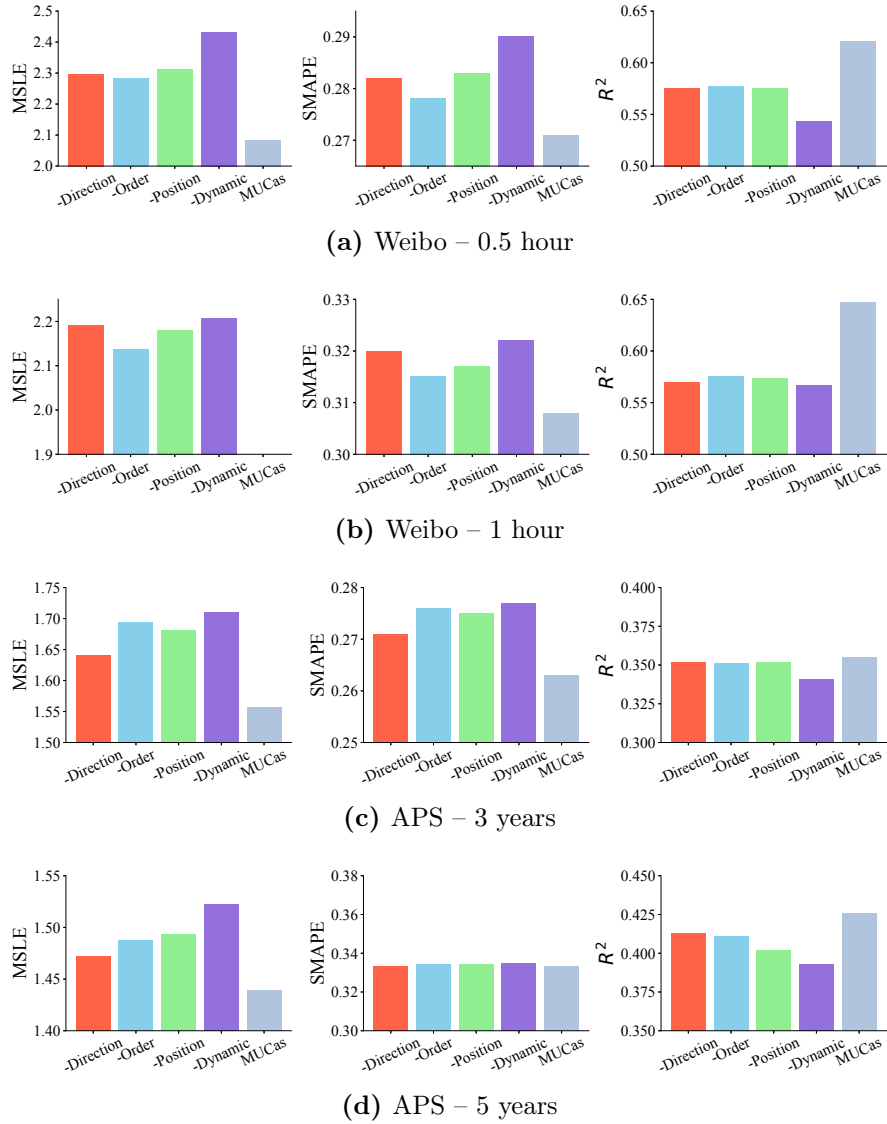 MSLE
2.5
2.4
2.3
2.2
2.1
2.0
-Direction
-Order
-Position
-Dynamic
MUCas
SMAPE
0.29
0.28
0.27
-Direction
-Order
-Position
-Dynamic
MUCas
R²
0.65
0.60
0.55
0.50
-Direction
-Order
-Position
-Dynamic
MUCas
(a) Weibo – 0.5 hour
MSLE
2.2
2.1
2.0
1.9
-Direction
-Order
-Position
-Dynamic
MUCas
SMAPE
0.33
0.32
0.31
0.30
-Direction
-Order
-Position
-Dynamic
MUCas
R²
0.65
0.60
0.55
0.50
-Direction
-Order
-Position
-Dynamic
MUCas
(b) Weibo – 1 hour
MSLE
1.75
1.70
1.65
1.60
1.55
1.50
-Direction
-Order
-Position
-Dynamic
MUCas
SMAPE
0.28
0.27
0.26
0.25
-Direction
-Order
-Position
-Dynamic
MUCas
R²
0.400
0.375
0.350
0.325
0.300
-Direction
-Order
-Position
-Dynamic
MUCas
(c) APS – 3 years
MSLE
1.55
1.50
1.45
1.40
-Direction
-Order
-Position
-Dynamic
MUCas
SMAPE
0.38
0.36
0.34
0.32
0.30
-Direction
-Order
-Position
-Dynamic
MUCas
R²
0.450
0.425
0.400
0.375
0.350
-Direction
-Order
-Position
-Dynamic
MUCas
(d) APS – 5 years